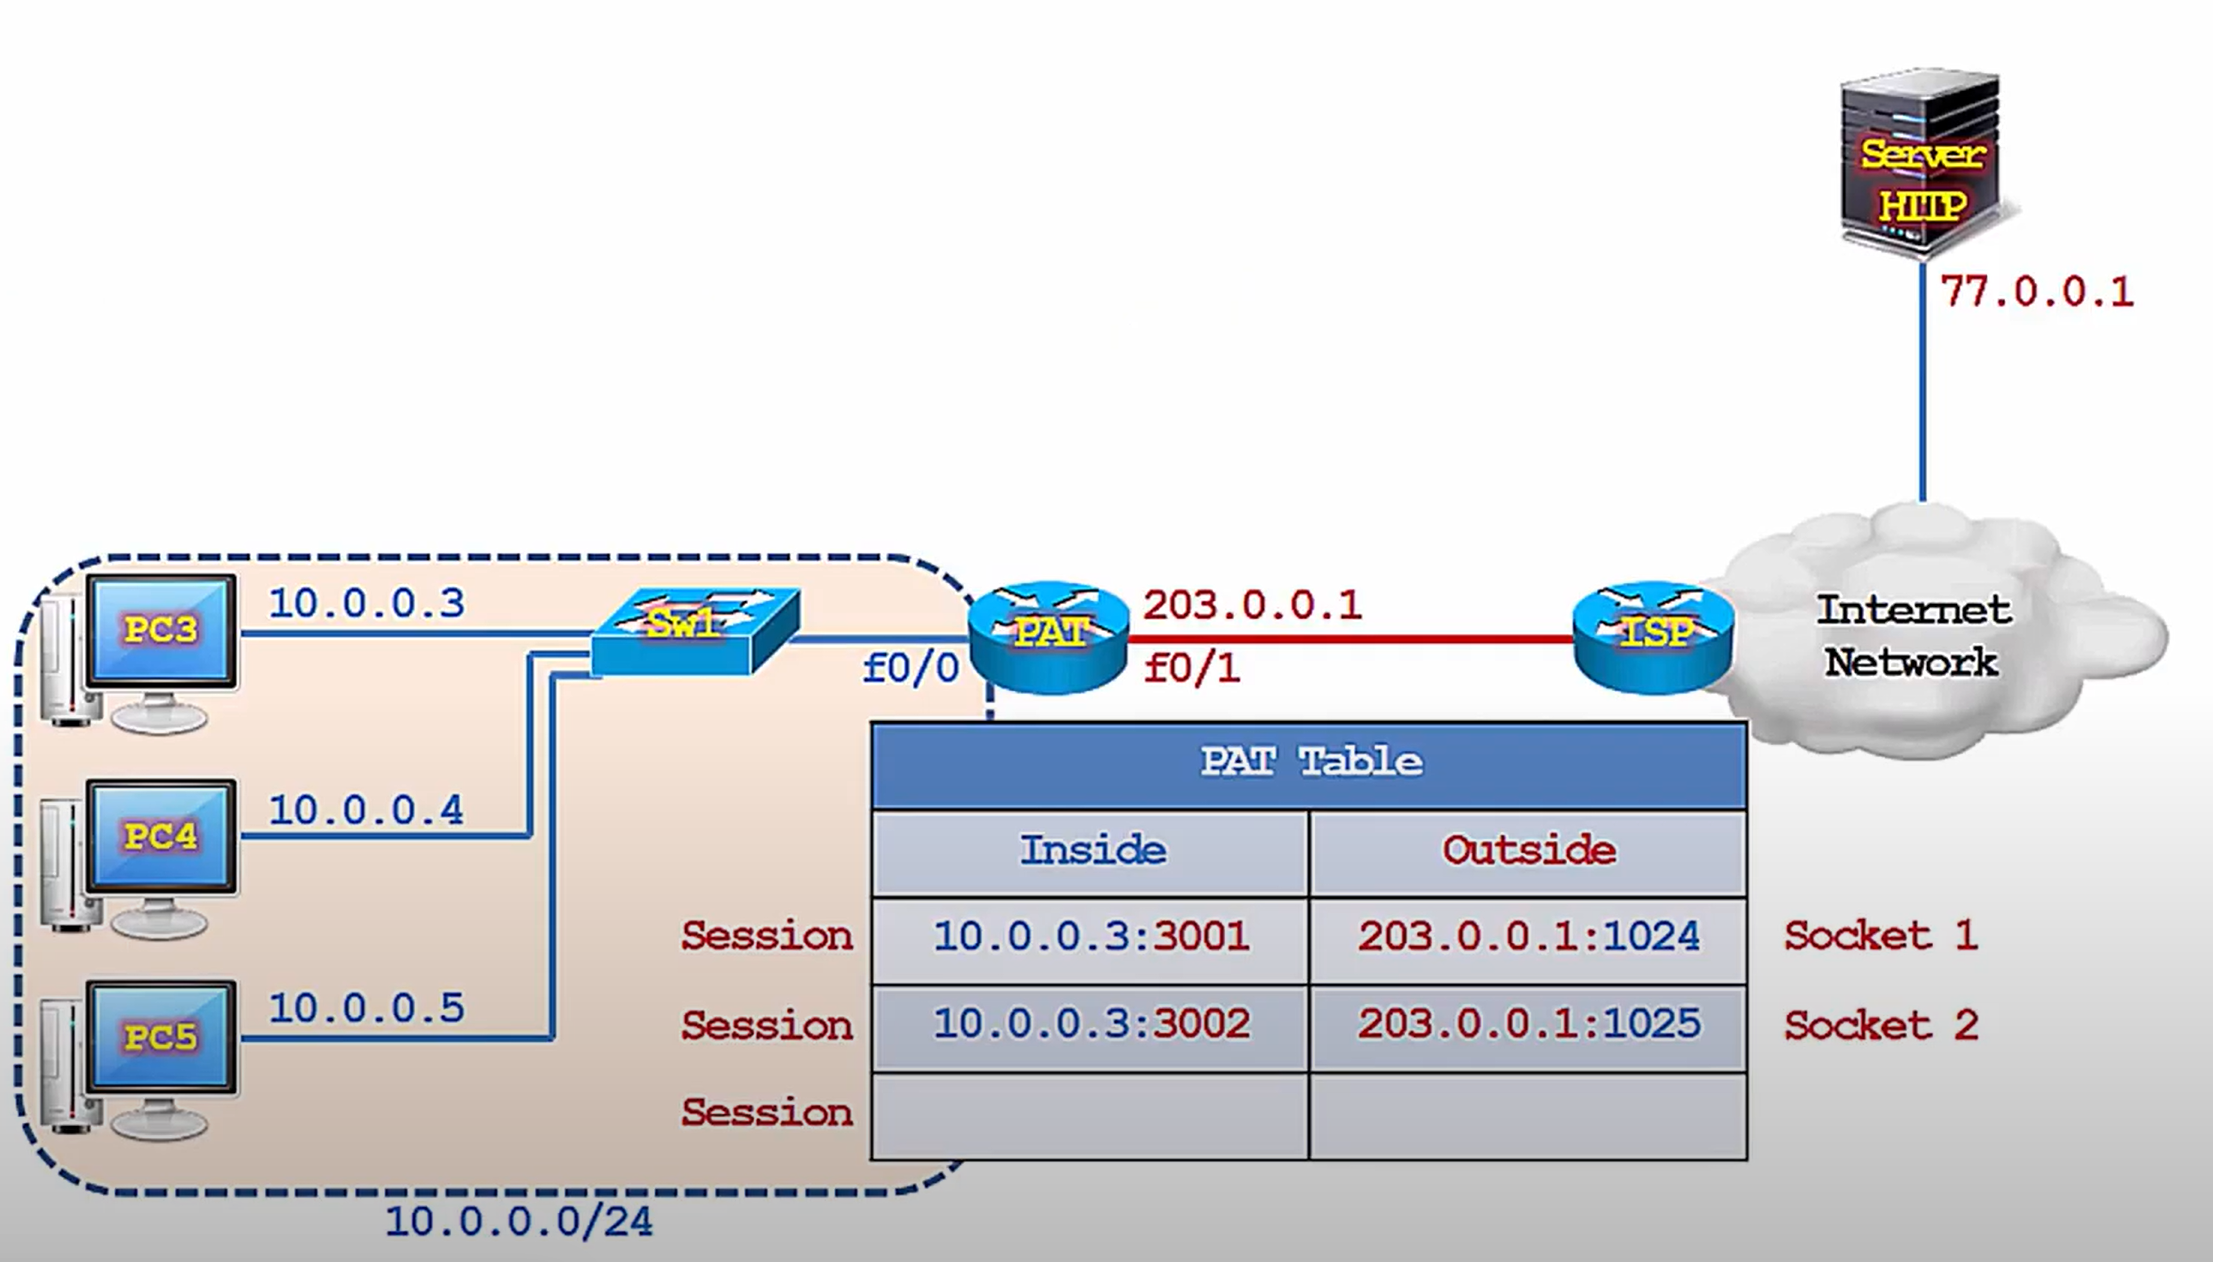 Server
HTTP
77.0.0.1
PC3
10.0.0.3
Sw1
f0/0
PAT
203.0.0.1
f0/1
ISP
Internet
Network
PC4
10.0.0.4
PC5
10.0.0.5
PAT Table
Inside
Outside
Session
10.0.0.3:3001
203.0.0.1:1024
Socket 1
Session
10.0.0.3:3002
203.0.0.1:1025
Socket 2
Session
10.0.0.0/24